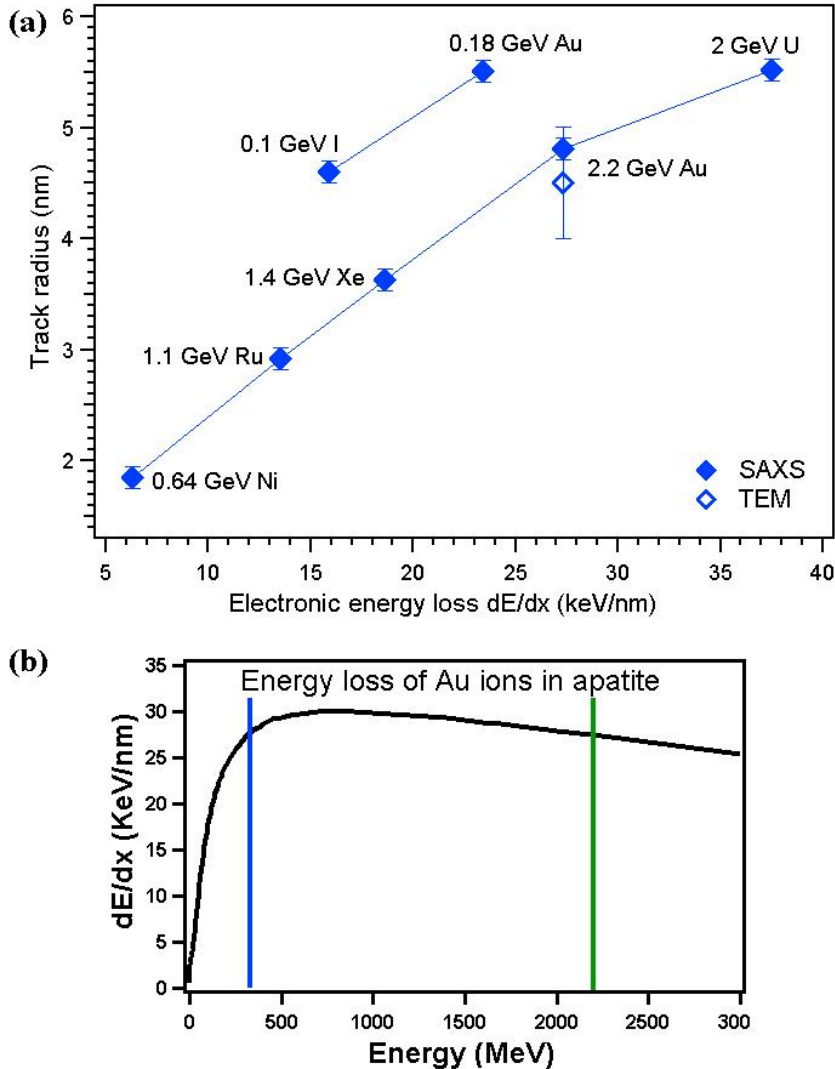 (a)
6
5
4
3
2
Track radius (nm)
0.18 GeV Au
2 GeV U
0.1 GeV I
2.2 GeV Au
1.4 GeV Xe
1.1 GeV Ru
0.64 GeV Ni
SAXS
TEM
5 10 15 20 25 30 35 40
Electronic energy loss dE/dx (keV/nm)
(b)
Energy loss of Au ions in apatite
35
30
25
20
15
10
5
0
dE/dx (KeV/nm)
0 500 1000 1500 2000 2500 300
Energy (MeV)